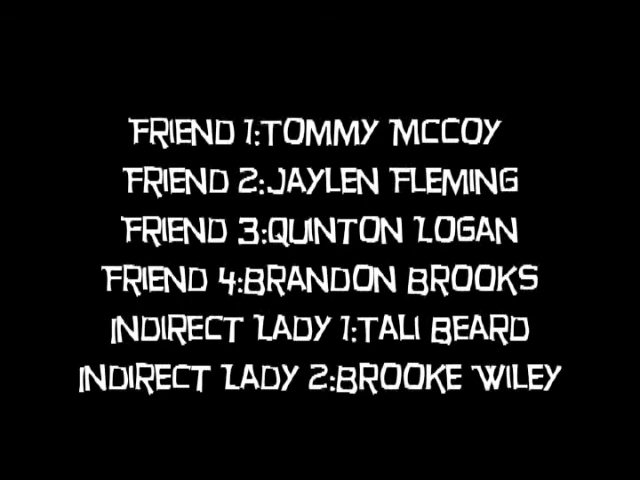 FRIEND 1:TOMMY MCCOY
FRIEND 2:JAYLEN FLEMING
FRIEND 3:QUINTON LOGAN
FRIEND 4:BRANDON BROOKS
INDIRECT LADY 1:TALI BEARD
INDIRECT LADY 2:BROOKE WILEY